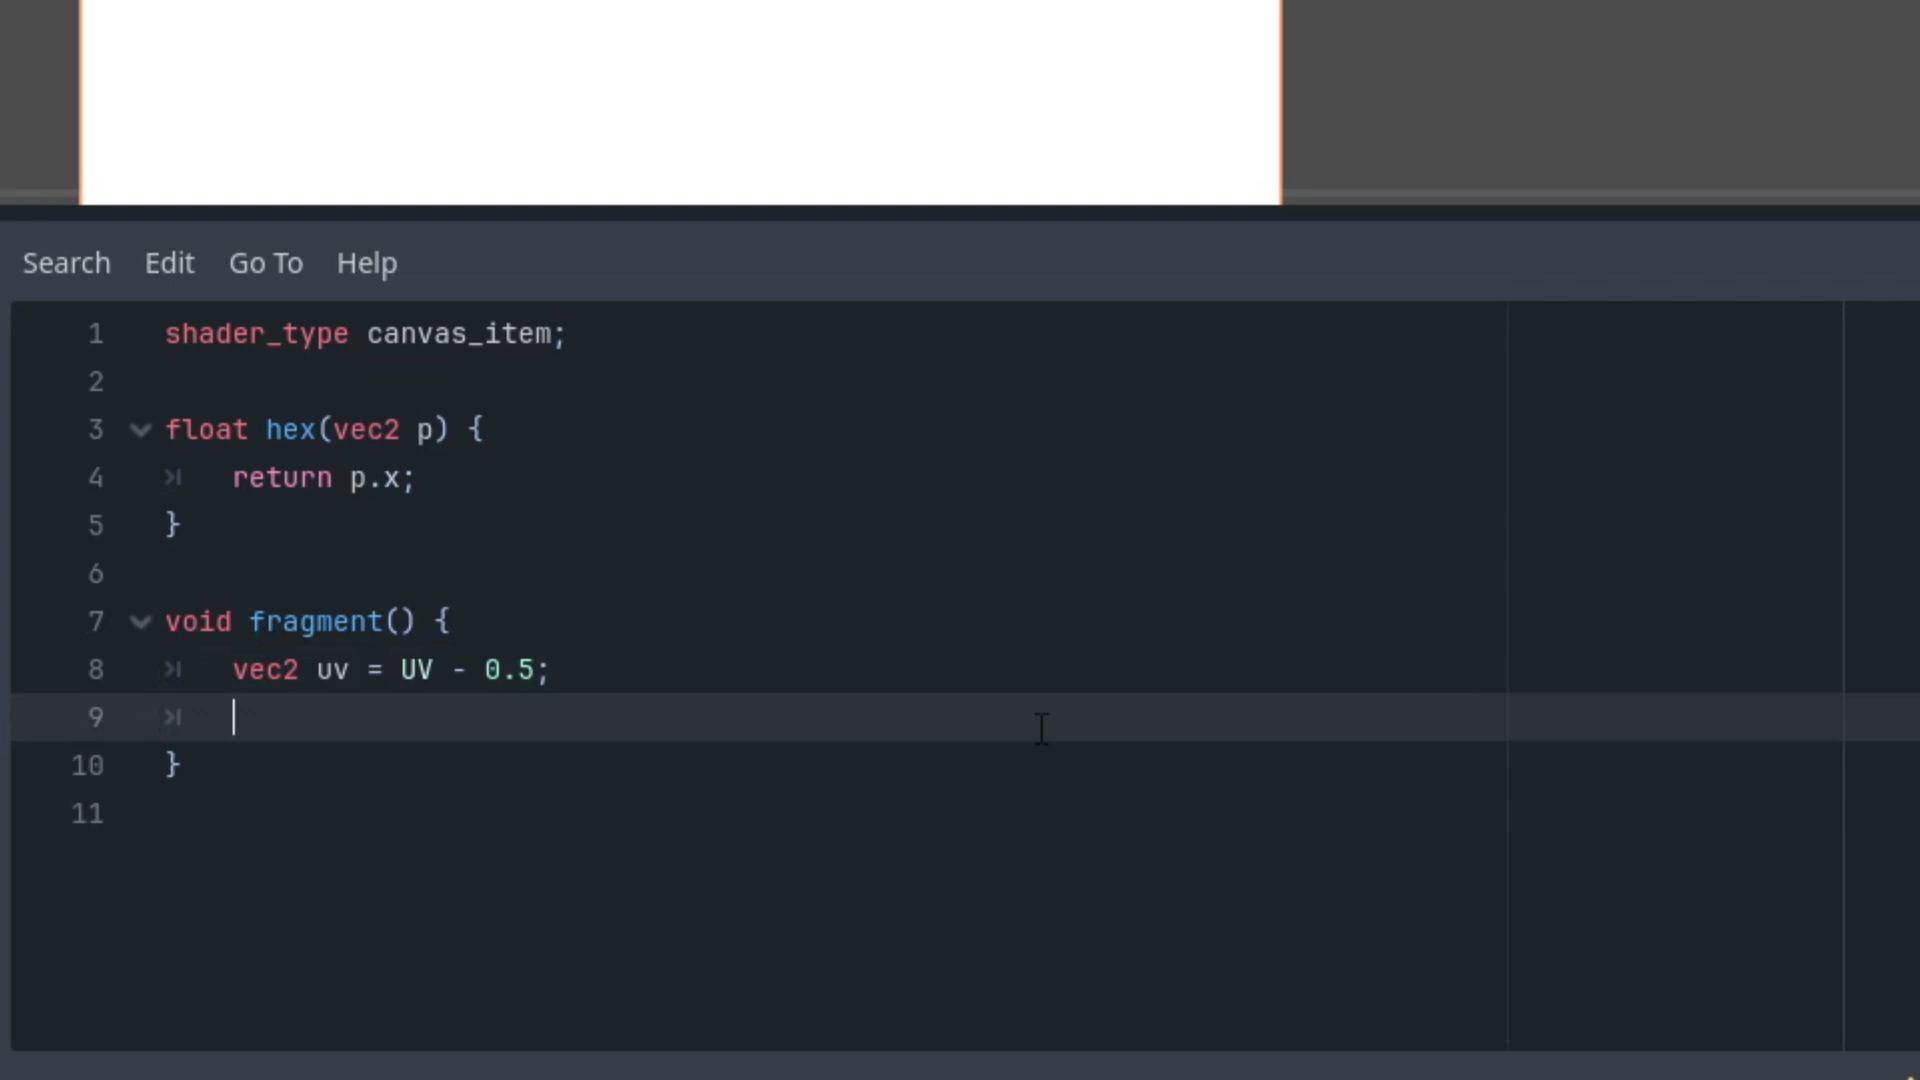 Search Edit Go To Help
1 shader_type canvas_item;
2
3 float hex(vec2 p) {
4 return p.x;
5 }
6
7 void fragment() {
8 vec2 uv = UV - 0.5;
9
10 }
11